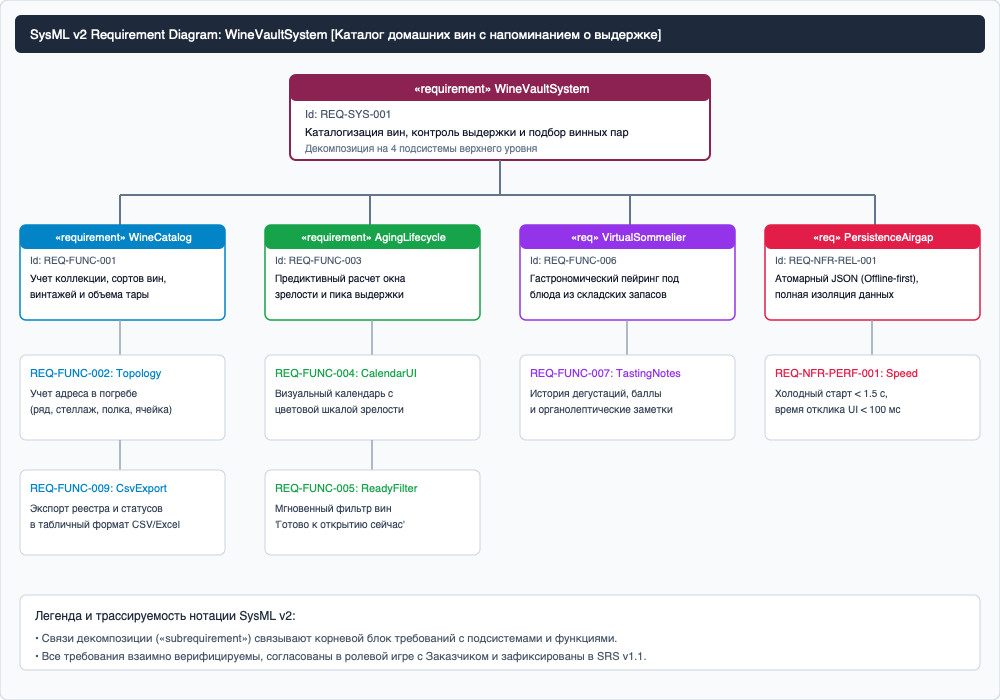 SysML v2 Requirement Diagram: WineVaultSystem [Каталог домашних вин с напоминанием о выдержке]
«requirement» WineVaultSystem
Id: REQ-SYS-001
Каталогизация вин, контроль выдержки и подбор винных пар
Декомпозиция на 4 подсистемы верхнего уровня
«requirement» WineCatalog
Id: REQ-FUNC-001
Учет коллекции, сортов вин,
винтажей и объема тары
«requirement» AgingLifecycle
Id: REQ-FUNC-003
Предиктивный расчет окна
зрелости и пика выдержки
«req» VirtualSommelier
Id: REQ-FUNC-006
Гастрономический пейринг под
блюда из складских запасов
«req» PersistenceAirgap
Id: REQ-NFR-REL-001
Атомарный JSON (Offline-first),
полная изоляция данных
REQ-FUNC-002: Topology
Учет адреса в погребе
(ряд, стеллаж, полка, ячейка)
REQ-FUNC-004: CalendarUI
Визуальный календарь с
цветовой шкалой зрелости
REQ-FUNC-007: TastingNotes
История дегустаций, баллы
и органолептические заметки
REQ-NFR-PERF-001: Speed
Холодный старт < 1.5 с,
время отклика UI < 100 мс
REQ-FUNC-009: CsvExport
Экспорт реестра и статусов
в табличный формат CSV/Excel
REQ-FUNC-005: ReadyFilter
Мгновенный фильтр вин
'Готово к открытию сейчас'
Легенда и трассируемость нотации SysML v2:
• Связи декомпозиции («subrequirement») связывают корневой блок требований с подсистемами и функциями.
• Все требования взаимно верифицируемы, согласованы в ролевой игре с Заказчиком и зафиксированы в SRS v1.1.